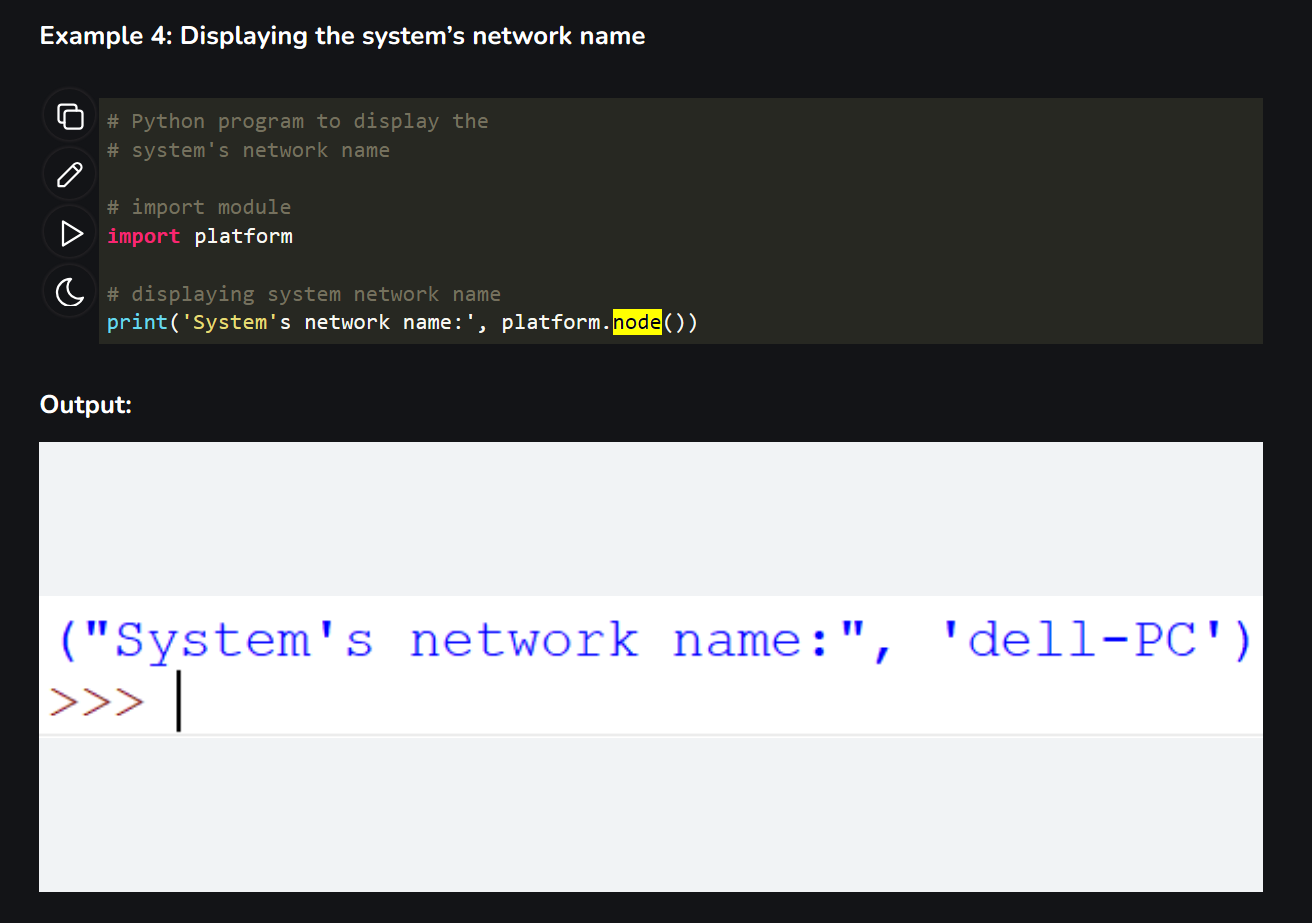 Example 4: Displaying the system’s network name
# Python program to display the
# system's network name
# import module
import platform
# displaying system network name
print('System's network name:', platform.node())
Output:
("System's network name:", 'dell-PC')
>>>